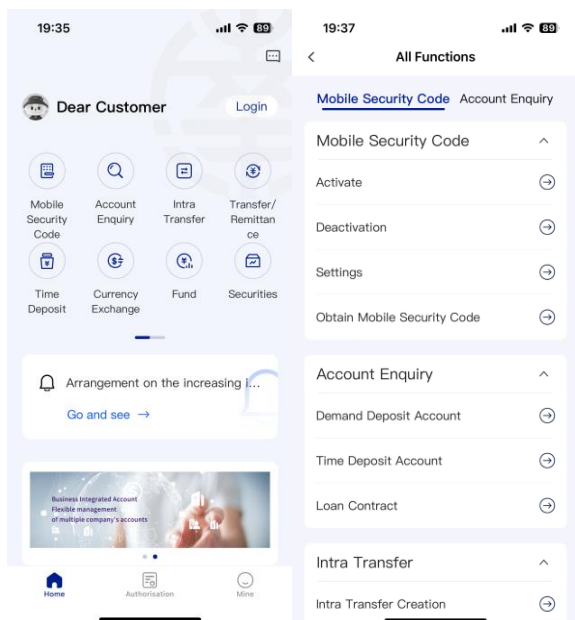 19:35
89
Dear Customer
Login
Mobile
Security
Code
Account
Enquiry
Intra
Transfer
Transfer/
Remittan
ce
Time
Deposit
Currency
Exchange
Fund
Securities
Arrangement on the increasing i...
Go and see →
Business Integrated Account
Flexible management
of multiple company's accounts
Home
Authorisation
Mine
19:37
89
All Functions
Mobile Security Code
Account Enquiry
Mobile Security Code
Activate
Deactivation
Settings
Obtain Mobile Security Code
Account Enquiry
Demand Deposit Account
Time Deposit Account
Loan Contract
Intra Transfer
Intra Transfer Creation